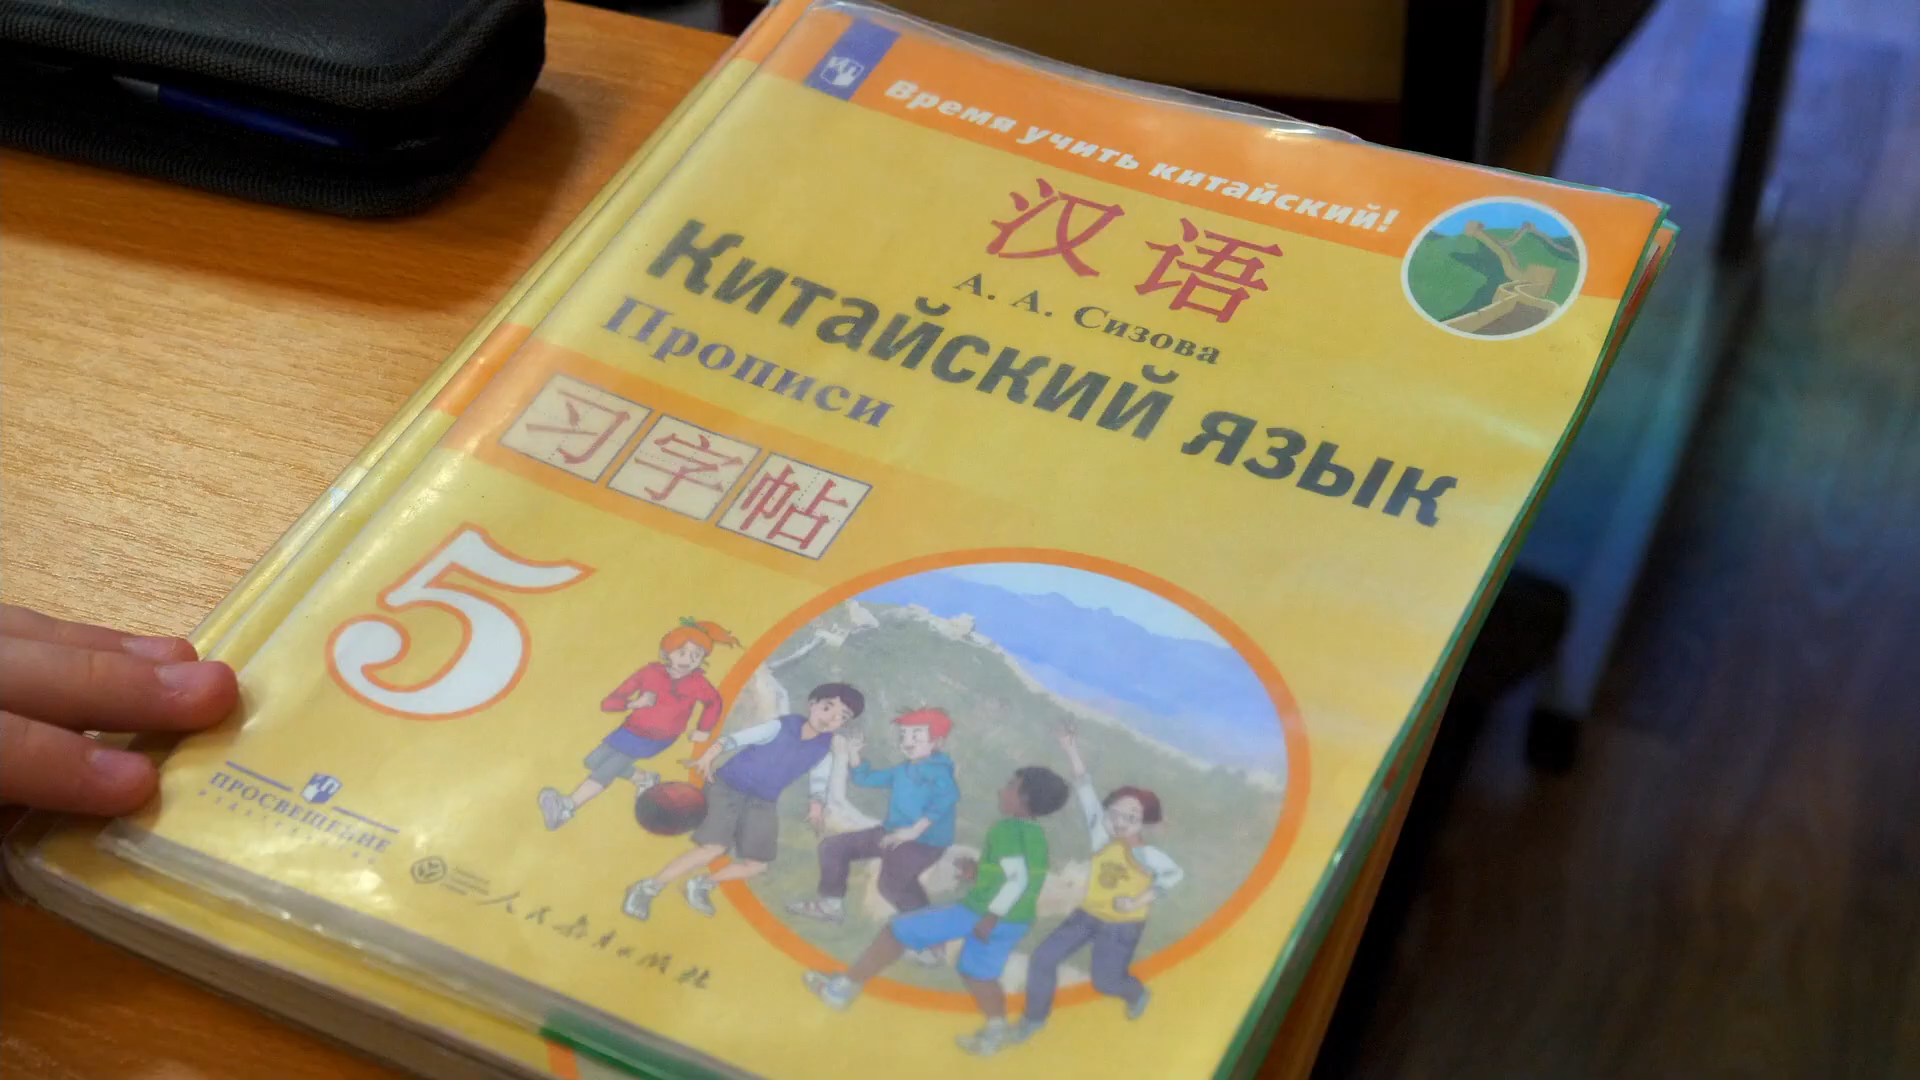 Время учить китайский!
汉语
А. А. Сизова
Китайский язык
Прописи
习字帖
5
ПРОСВЕЩЕНИЕ
ИЗДАТЕЛЬСТВО
人民教育出版社